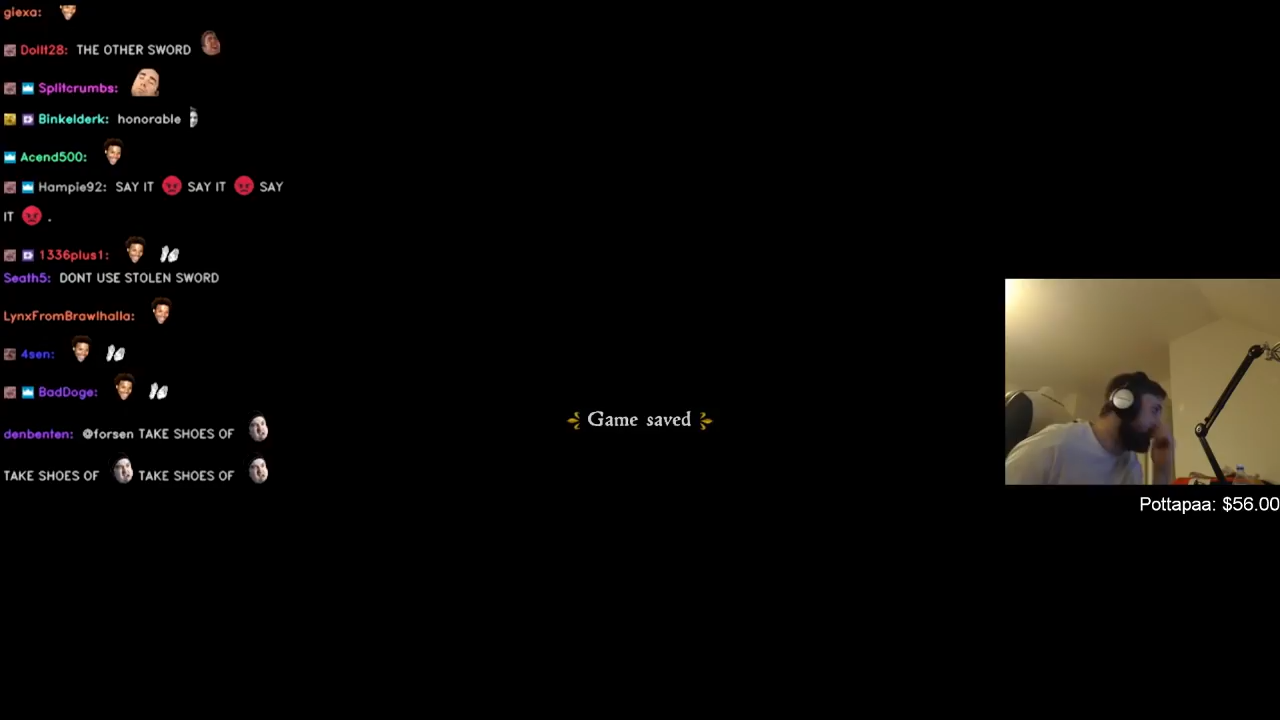 glexa:
Dollt28: THE OTHER SWORD
Splitcrumbs:
Binkelderk: honorable
Acend500:
Hampie92: SAY IT SAY IT SAY
IT .
1336plus1:
Seath5: DONT USE STOLEN SWORD
LynxFromBrawlhalla:
4sen:
BadDoge:
denbenten: @forsen TAKE SHOES OF
TAKE SHOES OF TAKE SHOES OF
Game saved
Pottapaa: $56.00